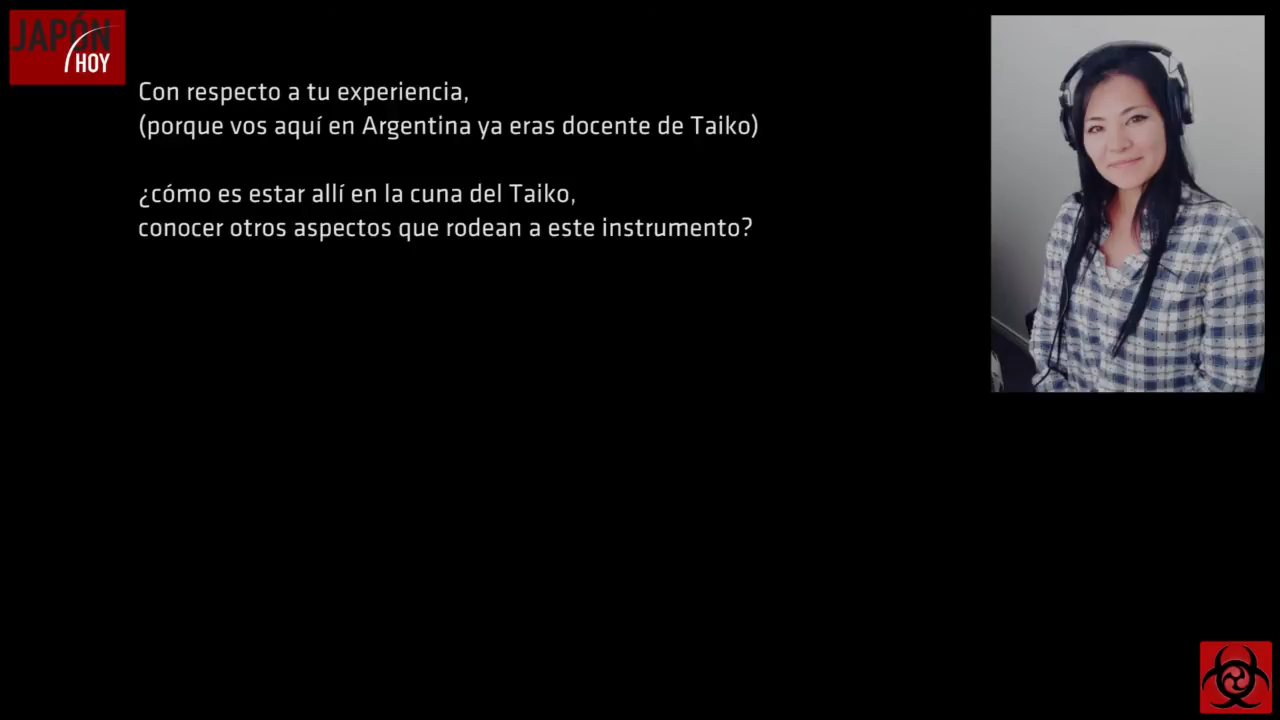 JAPÓN
HOY
Con respecto a tu experiencia,
(porque vos aquí en Argentina ya eras docente de Taiko)
¿cómo es estar allí en la cuna del Taiko,
conocer otros aspectos que rodean a este instrumento?